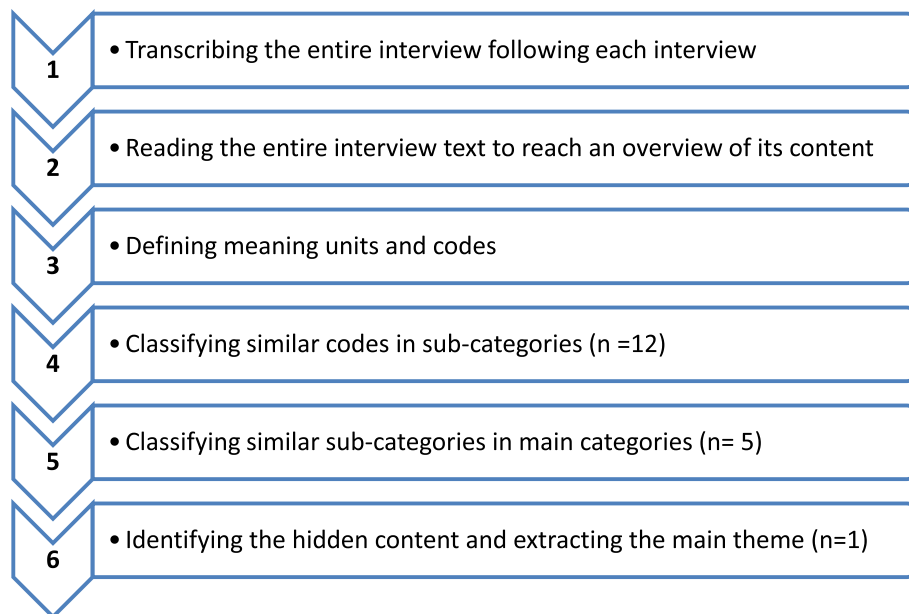 1
• Transcribing the entire interview following each interview
2
• Reading the entire interview text to reach an overview of its content
3
• Defining meaning units and codes
4
• Classifying similar codes in sub-categories (n =12)
5
• Classifying similar sub-categories in main categories (n= 5)
6
• Identifying the hidden content and extracting the main theme (n=1)